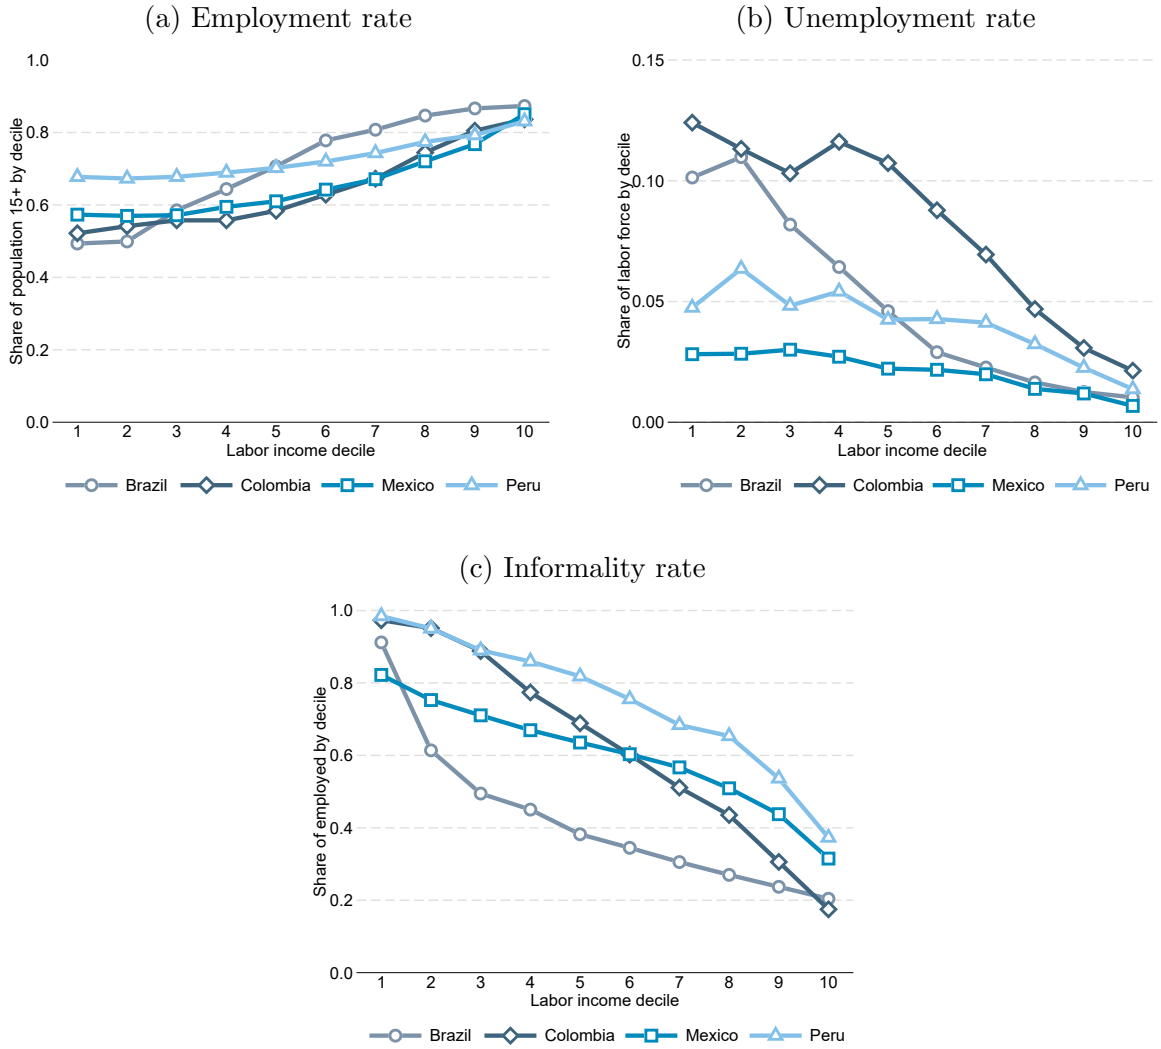 (a) Employment rate
Share of population 15+ by decile
1.0
0.8
0.6
0.4
0.2
0.0
1 2 3 4 5 6 7 8 9 10
Labor income decile
Brazil Colombia Mexico Peru
(b) Unemployment rate
Share of labor force by decile
0.15
0.10
0.05
0.00
1 2 3 4 5 6 7 8 9 10
Labor income decile
Brazil Colombia Mexico Peru
(c) Informality rate
Share of employed by decile
1.0
0.8
0.6
0.4
0.2
0.0
1 2 3 4 5 6 7 8 9 10
Labor income decile
Brazil Colombia Mexico Peru